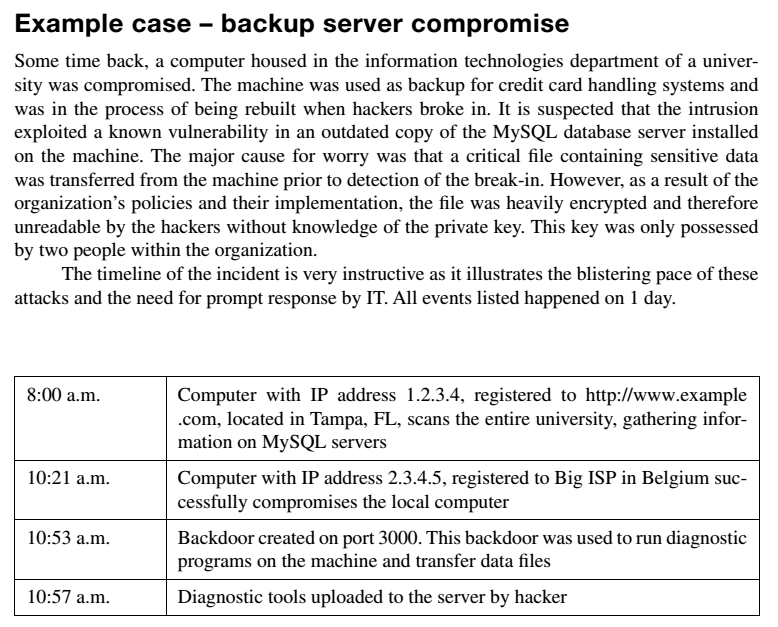 Example case – backup server compromise
Some time back, a computer housed in the information technologies department of a univer-
sity was compromised. The machine was used as backup for credit card handling systems and
was in the process of being rebuilt when hackers broke in. It is suspected that the intrusion
exploited a known vulnerability in an outdated copy of the MySQL database server installed
on the machine. The major cause for worry was that a critical file containing sensitive data
was transferred from the machine prior to detection of the break-in. However, as a result of the
organization's policies and their implementation, the file was heavily encrypted and therefore
unreadable by the hackers without knowledge of the private key. This key was only possessed
by two people within the organization.
The timeline of the incident is very instructive as it illustrates the blistering pace of these
attacks and the need for prompt response by IT. All events listed happened on 1 day.
8:00 a.m.
Computer with IP address 1.2.3.4, registered to http://www.example
.com, located in Tampa, FL, scans the entire university, gathering infor-
mation on MySQL servers
10:21 a.m.
Computer with IP address 2.3.4.5, registered to Big ISP in Belgium suc-
cessfully compromises the local computer
10:53 a.m.
Backdoor created on port 3000. This backdoor was used to run diagnostic
programs on the machine and transfer data files
10:57 a.m.
Diagnostic tools uploaded to the server by hacker